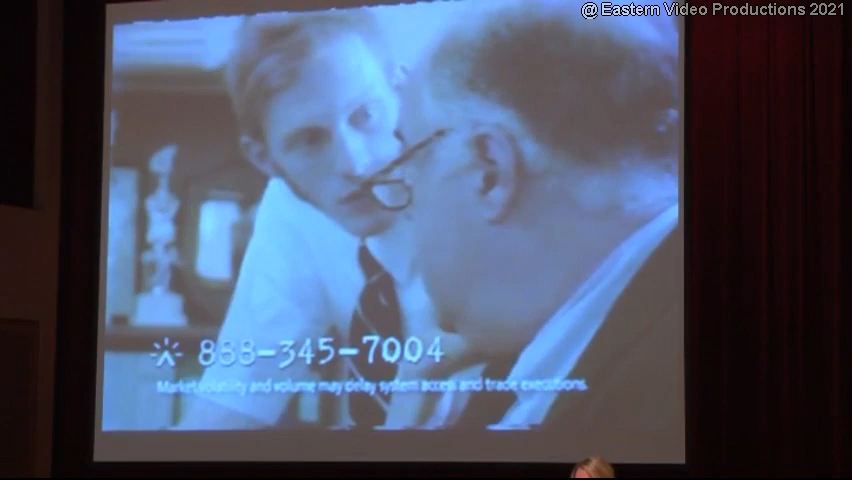 @ Eastern Video Productions 2021
888-345-7004
Market volatility and volume may delay system access and trade executions.